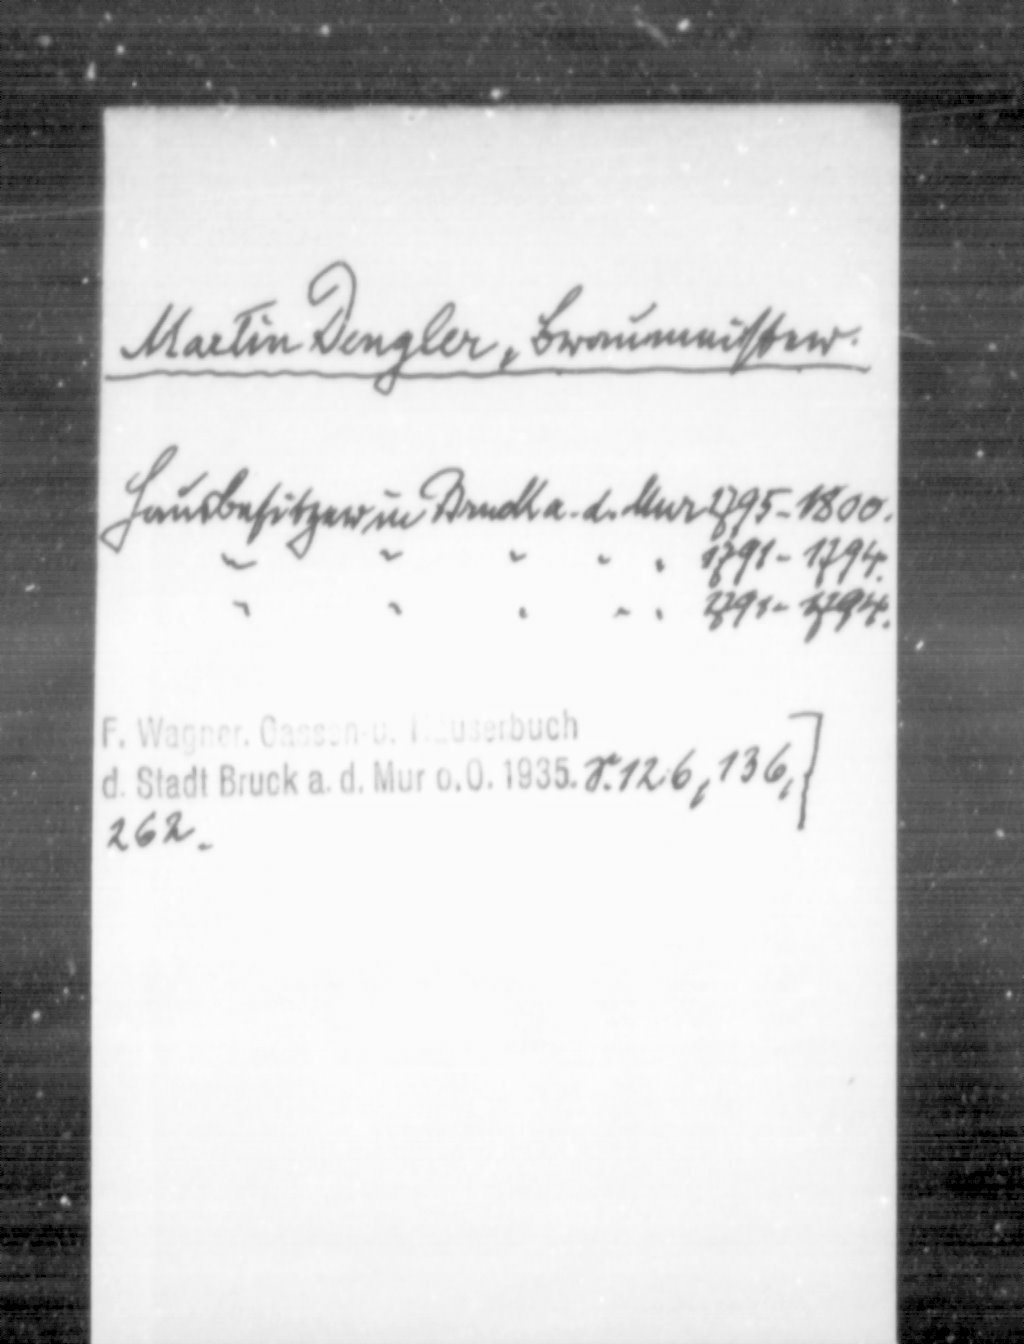 Martin Dengler, Braumeister.
Hausbesitzer in Bruck a. d. Mur 1795-1800.
" " " " " 1791-1794.
" " " " " 1791-1794.
F. Wagner. Gassen-u. Häuserbuch
d. Stadt Bruck a. d. Mur o.O. 1935. S. 126, 136, ]
262.